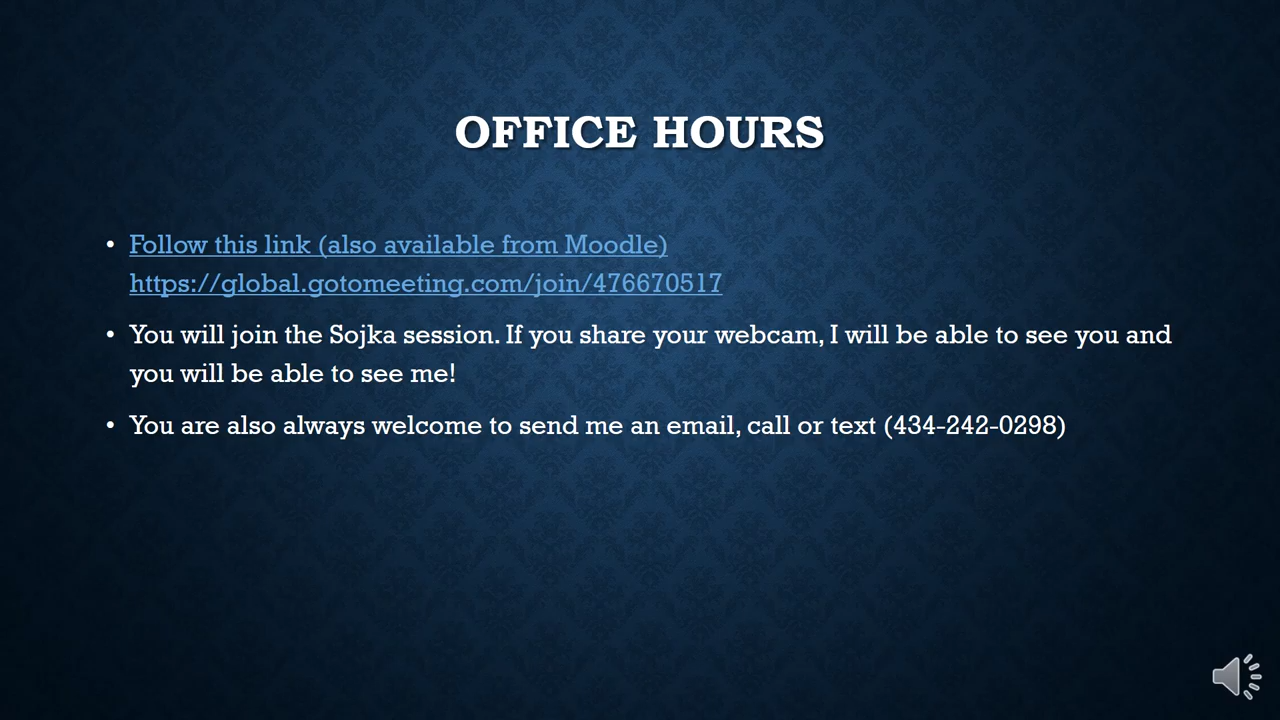 OFFICE HOURS
• Follow this link (also available from Moodle)
https://global.gotomeeting.com/join/476670517
• You will join the Sojka session. If you share your webcam, I will be able to see you and
you will be able to see me!
• You are also always welcome to send me an email, call or text (434-242-0298)